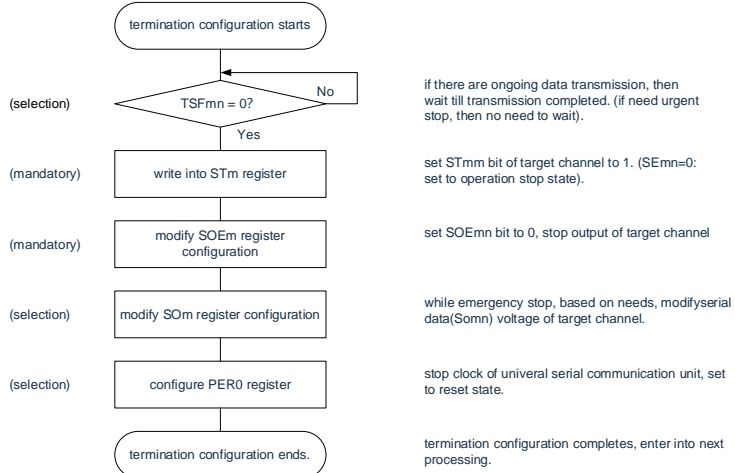 termination configuration starts
No
(selection)
TSFmn = 0?
if there are ongoing data transmission, then
wait till transmission completed. (if need urgent
stop, then no need to wait).
Yes
(mandatory)
write into STm register
set STmm bit of target channel to 1. (SEmn=0:
set to operation stop state).
(mandatory)
modify SOEm register
configuration
set SOEmn bit to 0, stop output of target channel
(selection)
modify SOm register configuration
while emergency stop, based on needs, modifyserial
data(Somn) voltage of target channel.
(selection)
configure PER0 register
stop clock of univeral serial communication unit, set
to reset state.
termination configuration ends.
termination configuration completes, enter into next
processing.